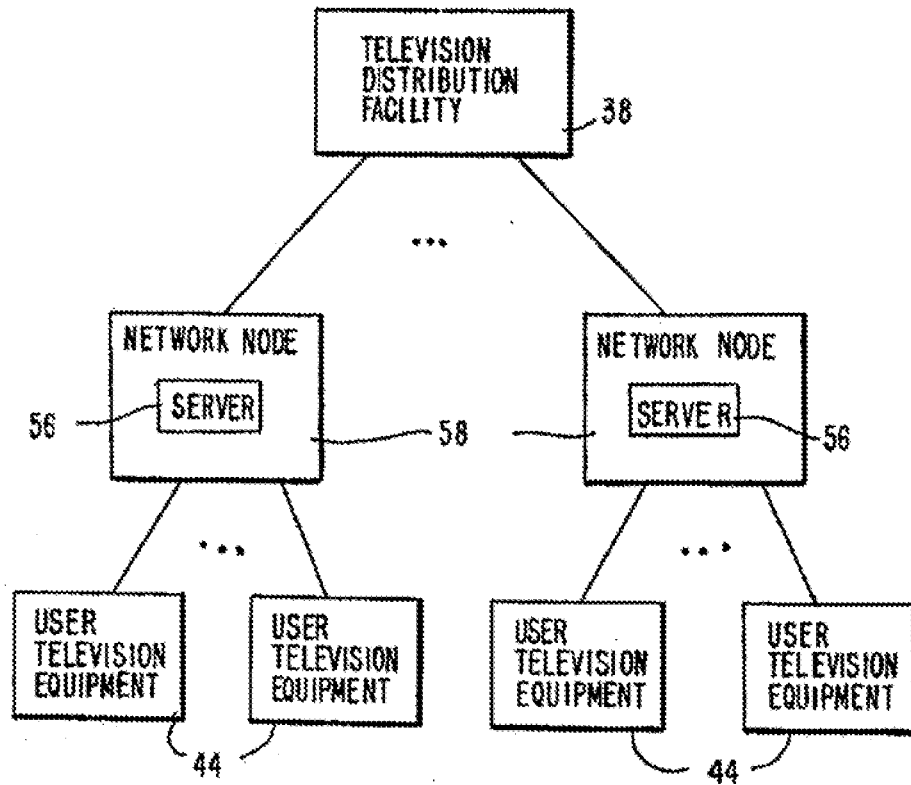 TELEVISION
DISTRIBUTION
FACILITY
38
...
NETWORK NODE
SERVER
56
58
NETWORK NODE
SERVER
56
...
...
USER
TELEVISION
EQUIPMENT
USER
TELEVISION
EQUIPMENT
USER
TELEVISION
EQUIPMENT
USER
TELEVISION
EQUIPMENT
44
44